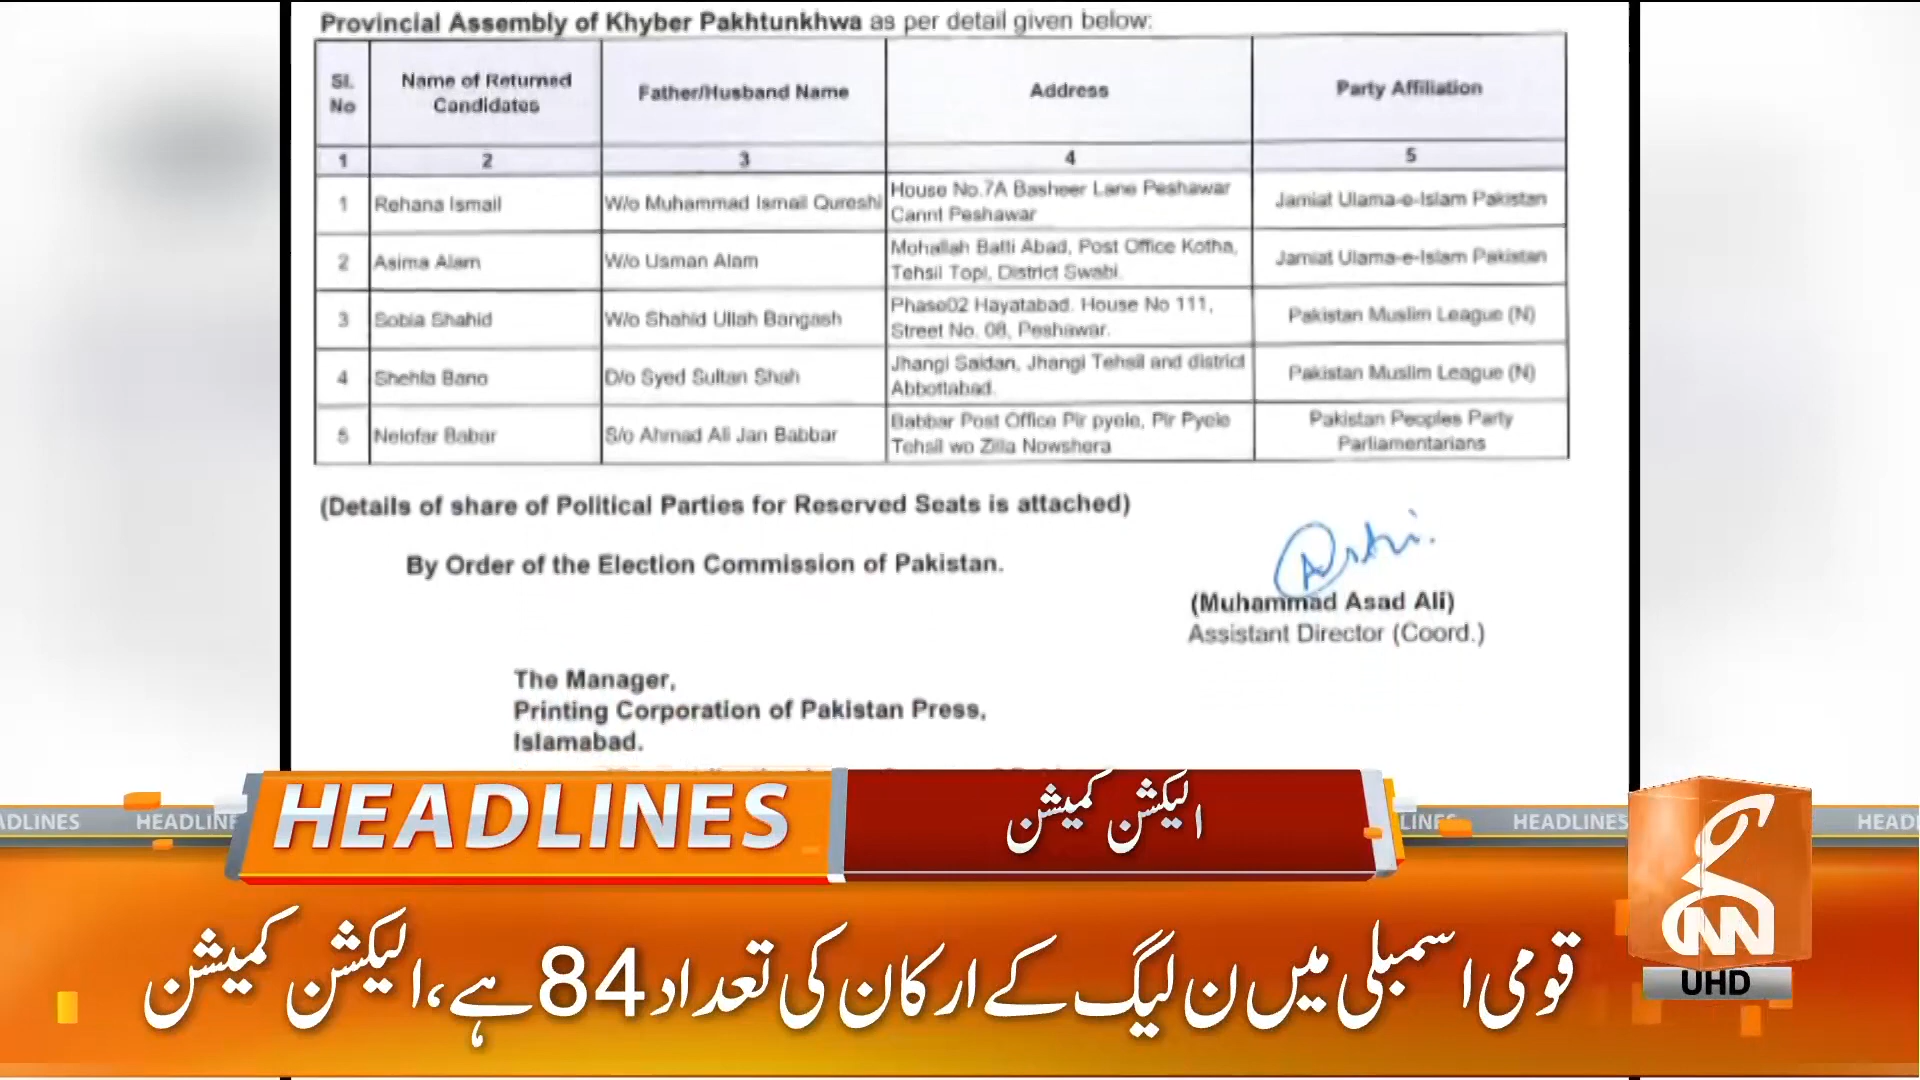 Provincial Assembly of Khyber Pakhtunkhwa as per detail given below:
Sl. No | Name of Returned Candidates | Father/Husband Name | Address | Party Affiliation
1 | 2 | 3 | 4 | 5
1 | Rehana Ismail | W/o Muhammad Ismail Qureshi | House No.7A Basheer Lane Peshawar Cannt Peshawar | Jamiat Ulama-e-Islam Pakistan
2 | Asima Alam | W/o Usman Alam | Mohallah Batti Abad, Post Office Kotha, Tehsil Topi, District Swabi. | Jamiat Ulama-e-Islam Pakistan
3 | Sobia Shahid | W/o Shahid Ullah Bangash | Phase02 Hayatabad. House No 111, Street No. 08, Peshawar. | Pakistan Muslim League (N)
4 | Shehla Bano | D/o Syed Sultan Shah | Jhangi Saidan, Jhangi Tehsil and district Abbottabad. | Pakistan Muslim League (N)
5 | Nelofar Babar | S/o Ahmad Ali Jan Babbar | Babbar Post Office Pir pyele, Pir Pyele Tehsil wo Zilla Nowshera | Pakistan Peoples Party Parliamentarians
(Details of share of Political Parties for Reserved Seats is attached)
By Order of the Election Commission of Pakistan.
(Muhammad Asad Ali)
Assistant Director (Coord.)
The Manager,
Printing Corporation of Pakistan Press,
Islamabad.
HEADLINES
الیکشن کمیشن
HEADLINES
HEADLINES
قومی اسمبلی میں ن لیگ کے ارکان کی تعداد 84 ہے، الیکشن کمیشن
GNN
UHD